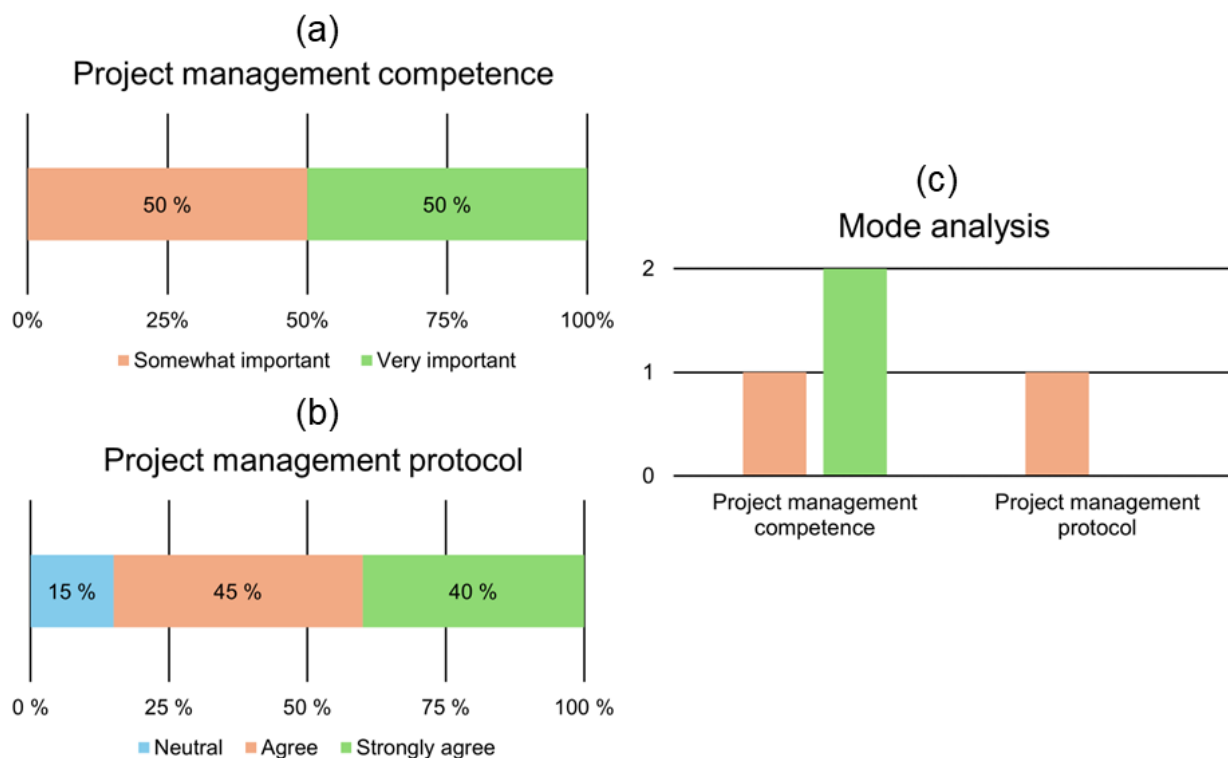 (a)
Project management competence
50 % 50 %
0% 25% 50% 75% 100%
Somewhat important Very important
(b)
Project management protocol
15 % 45 % 40 %
0 % 25 % 50 % 75 % 100 %
Neutral Agree Strongly agree
(c)
Mode analysis
2
1
0
Project management
competence
Project management
protocol